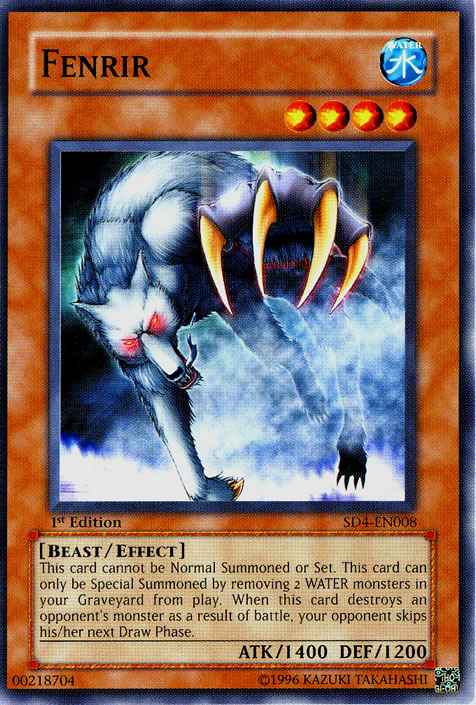 FENRIR
WATER
水
1st Edition SD4-EN008
[BEAST/EFFECT]
This card cannot be Normal Summoned or Set. This card can
only be Special Summoned by removing 2 WATER monsters in
your Graveyard from play. When this card destroys an
opponent's monster as a result of battle, your opponent skips
his/her next Draw Phase.
ATK/1400 DEF/1200
00218704 ©1996 KAZUKI TAKAHASHI